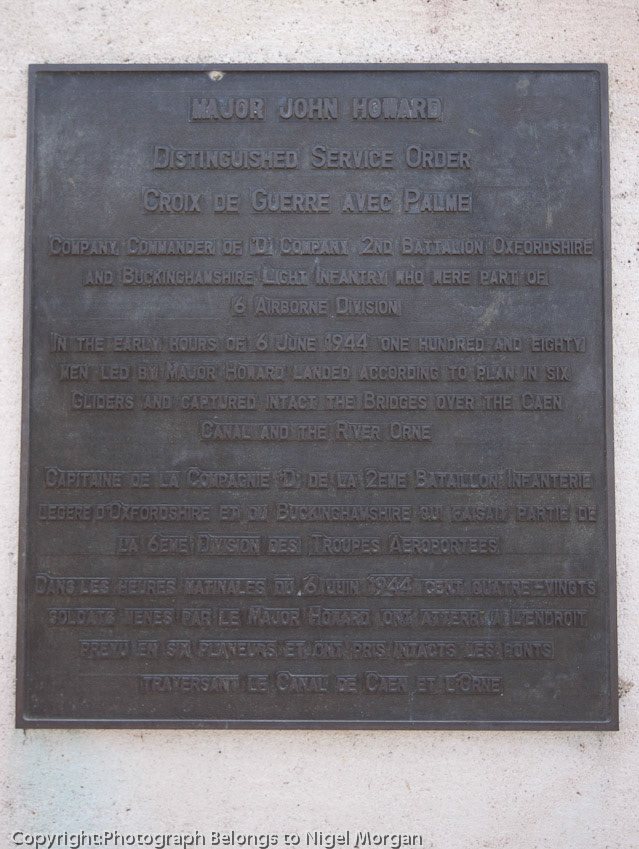 MAJOR JOHN HOWARD
DISTINGUISHED SERVICE ORDER
CROIX DE GUERRE AVEC PALME
COMPANY COMMANDER OF 'D' COMPANY 2ND BATTALION OXFORDSHIRE
AND BUCKINGHAMSHIRE LIGHT INFANTRY WHO WERE PART OF
6 AIRBORNE DIVISION
IN THE EARLY HOURS OF 6 JUNE 1944 ONE HUNDRED AND EIGHTY
MEN LED BY MAJOR HOWARD LANDED ACCORDING TO PLAN IN SIX
GLIDERS AND CAPTURED INTACT THE BRIDGES OVER THE CAEN
CANAL AND THE RIVER ORNE
CAPITAINE DE LA COMPAGNIE 'D' DE LA 2EME BATAILLON INFANTERIE
LEGERE D'OXFORDSHIRE ET DU BUCKINGHAMSHIRE QUI FAISAIT PARTIE DE
LA 6EME DIVISION DES TROUPES AEROPORTEES
DANS LES HEURES MATINALES DU 6 JUIN 1944 CENT QUATRE-VINGTS
SOLDATS MENES PAR LE MAJOR HOWARD ONT ATTERRI A L'ENDROIT
PREVU EN SIX PLANEURS ET ONT PRIS INTACTS LES PONTS
TRAVERSANT LE CANAL DE CAEN ET L'ORNE
Copyright:Photograph Belongs to Nigel Morgan